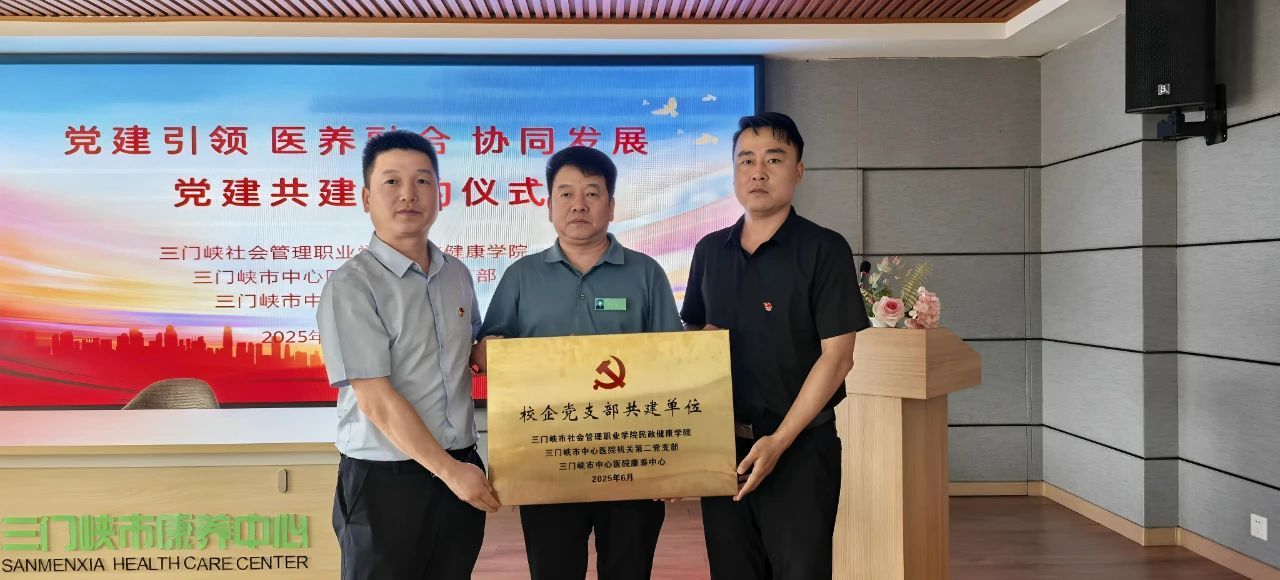 党建引领 医养融合 协同发展
党建共建 约仪式
三门峡社会管理职业学 健康学院
三门峡市中心医 部
三门峡市中
2025年
校企党支部共建单位
三门峡市社会管理职业学院民政健康学院
三门峡市中心医院机关第二党支部
三门峡市中心医院康养中心
2025年6月
三门峡市康养中心
SANMENXIA HEALTH CARE CENTER